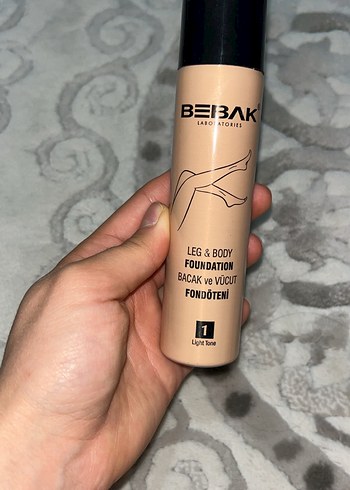 BEBAK
LABORATORIES
LEG & BODY
FOUNDATION
BACAK ve VÜCUT
FONDÖTENİ
1
Light Tone